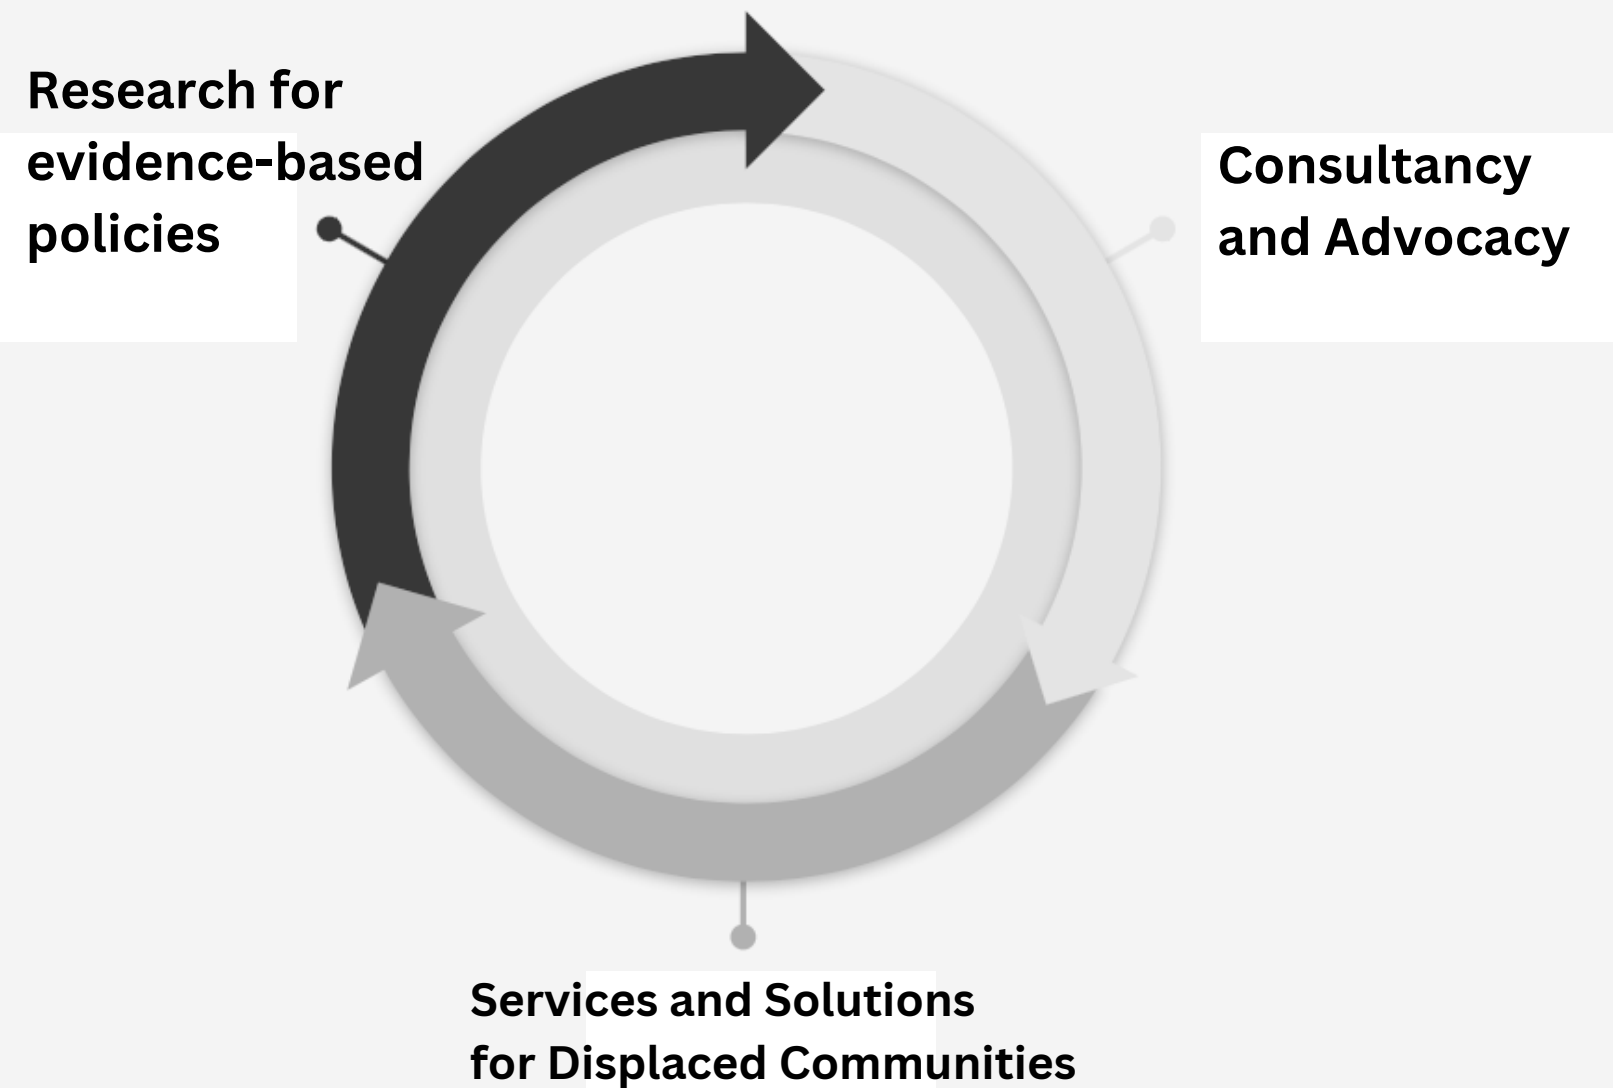 Research for
evidence-based
policies
Consultancy
and Advocacy
Services and Solutions
for Displaced Communities